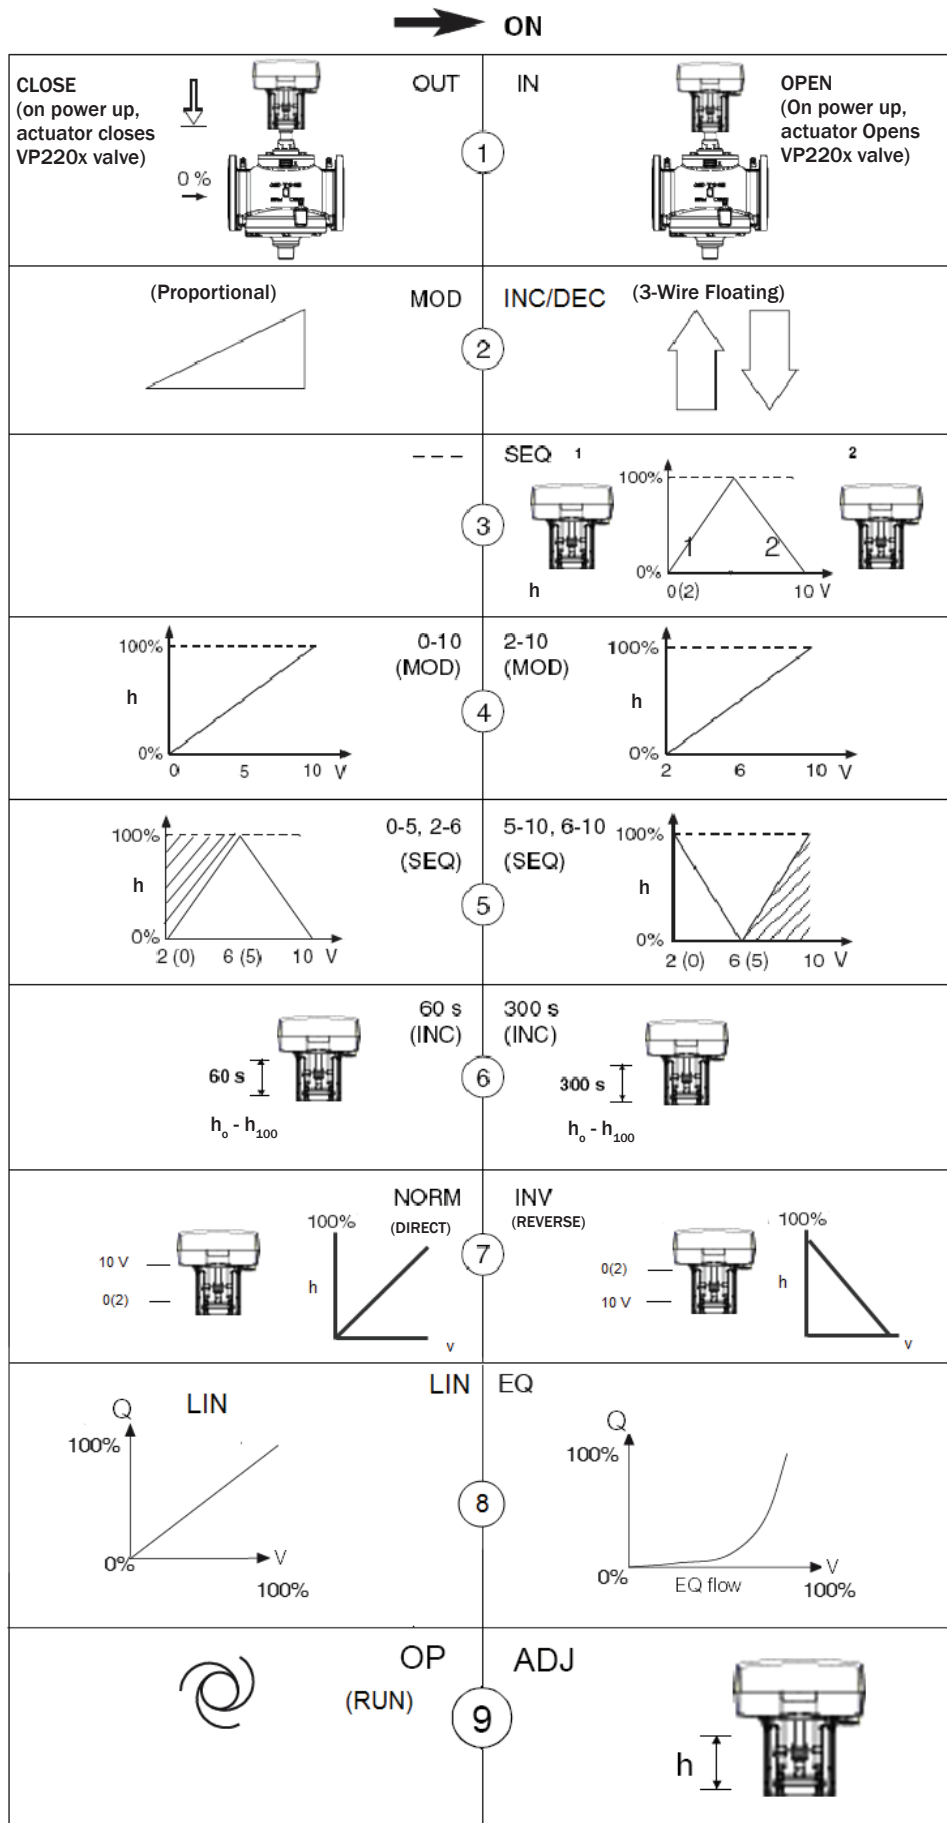 ON
CLOSE
(on power up,
actuator closes
VP220x valve)
0 %
OUT
1
IN
OPEN
(On power up,
actuator Opens
VP220x valve)
(Proportional)
MOD
2
INC/DEC
(3-Wire Floating)
- - -
3
SEQ 1 2
100%
1 2
0%
0(2) 10 V
h
0-10
(MOD)
100%
h
0%
0 5 10 V
4
2-10
(MOD)
100%
h
0%
2 6 10 V
0-5, 2-6
(SEQ)
100%
h
0%
2 (0) 6 (5) 10 V
5
5-10, 6-10
(SEQ)
100%
h
0%
2 (0) 6 (5) 10 V
60 s
(INC)
60 s
h0 - h100
6
300 s
(INC)
300 s
h0 - h100
NORM
(DIRECT)
100%
10 V
h
0(2)
v
7
INV
(REVERSE)
100%
0(2)
10 V
v
LIN
Q LIN
100%
0% V
100%
8
EQ
Q
100%
0% V
EQ flow 100%
OP
(RUN)
9
ADJ
h